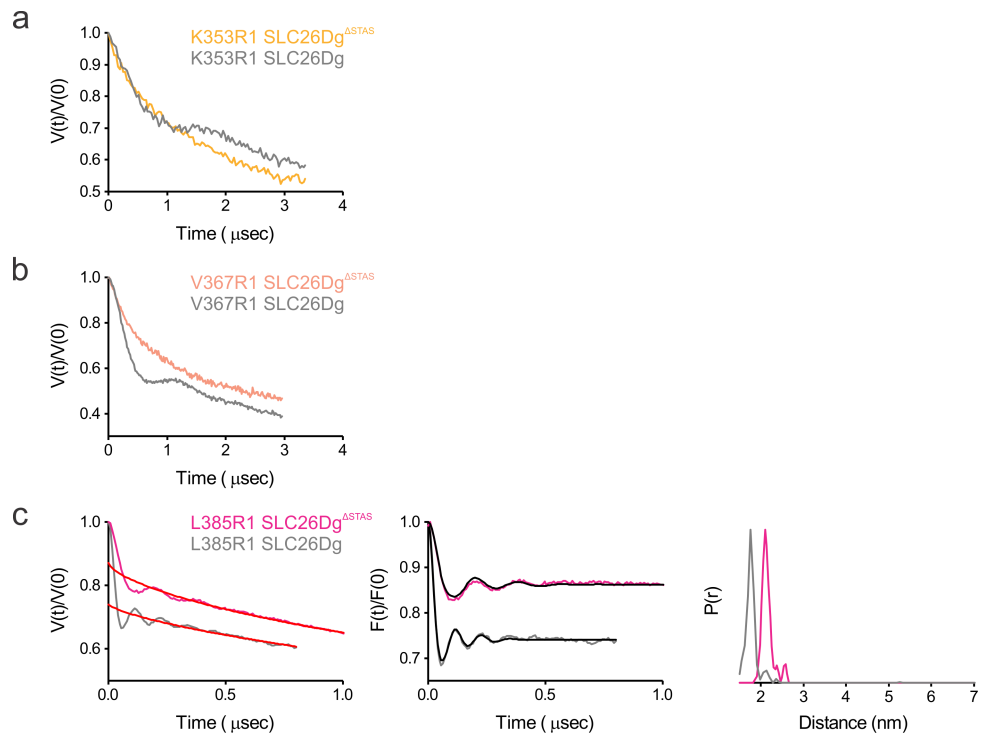 a
K353R1 SLC26Dg^ΔSTAS
K353R1 SLC26Dg
V(t)/V(0)
1.0
0.9
0.8
0.7
0.6
0.5
0 1 2 3 4
Time ( μsec)
b
V367R1 SLC26Dg^ΔSTAS
V367R1 SLC26Dg
V(t)/V(0)
1.0
0.8
0.6
0.4
0 1 2 3 4
Time ( μsec)
c
L385R1 SLC26Dg^ΔSTAS
L385R1 SLC26Dg
V(t)/V(0)
1.0
0.8
0.6
0.0 0.5 1.0
Time ( μsec)
F(t)/F(0)
1.0
0.9
0.8
0.7
0.0 0.5 1.0
Time ( μsec)
P(r)
2 3 4 5 6 7
Distance (nm)